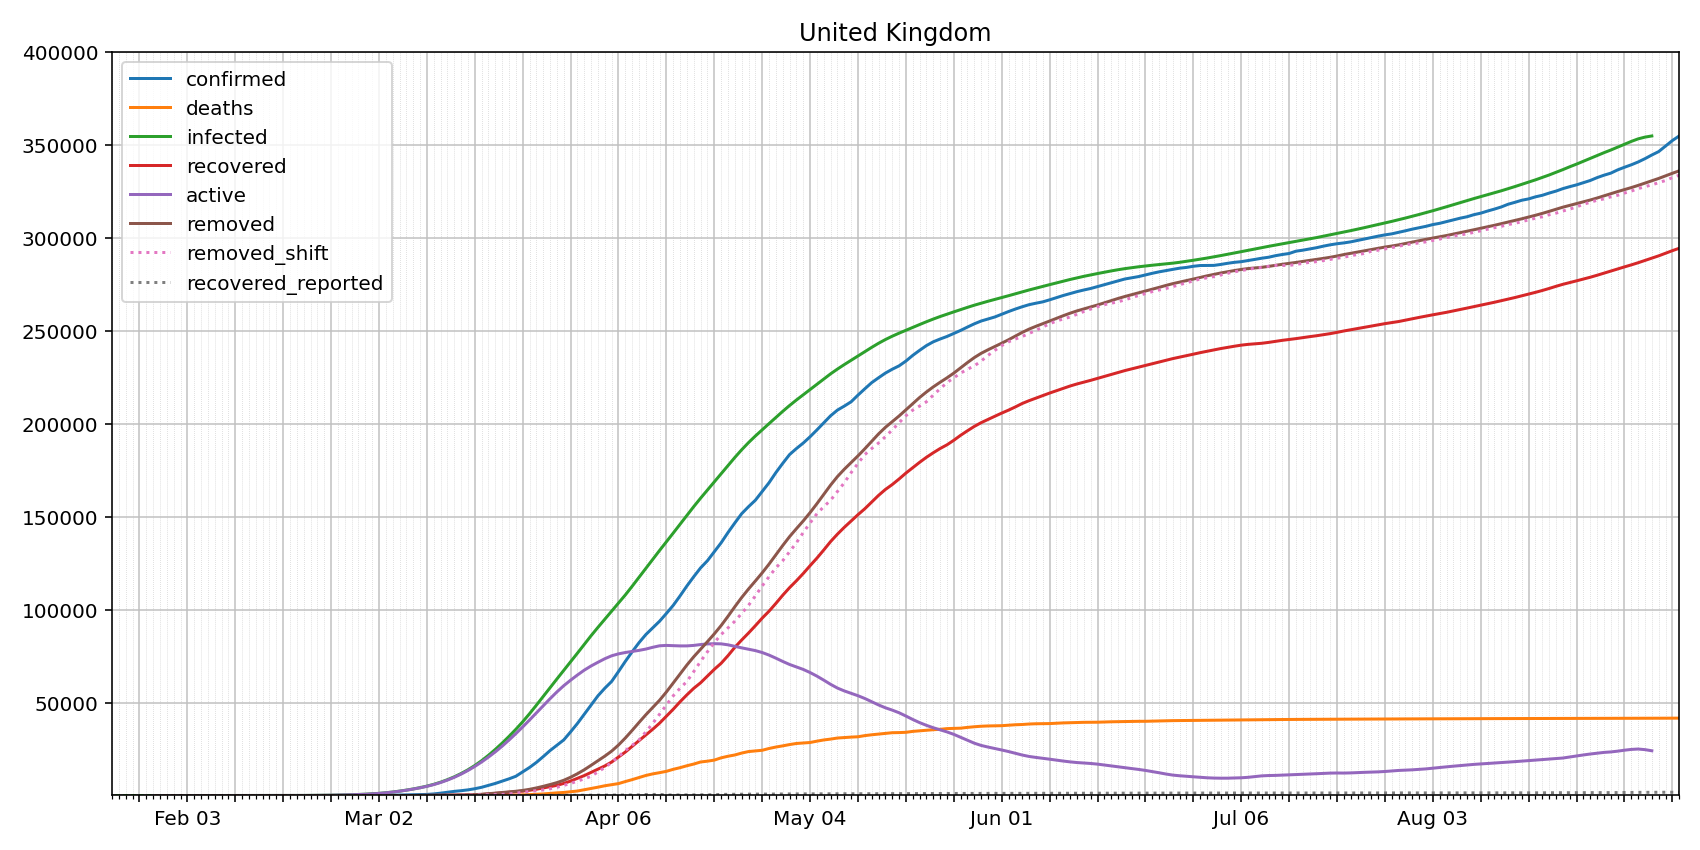 United Kingdom
400000
350000
300000
250000
200000
150000
100000
50000
confirmed
deaths
infected
recovered
active
removed
removed_shift
recovered_reported
Feb 03 Mar 02 Apr 06 May 04 Jun 01 Jul 06 Aug 03